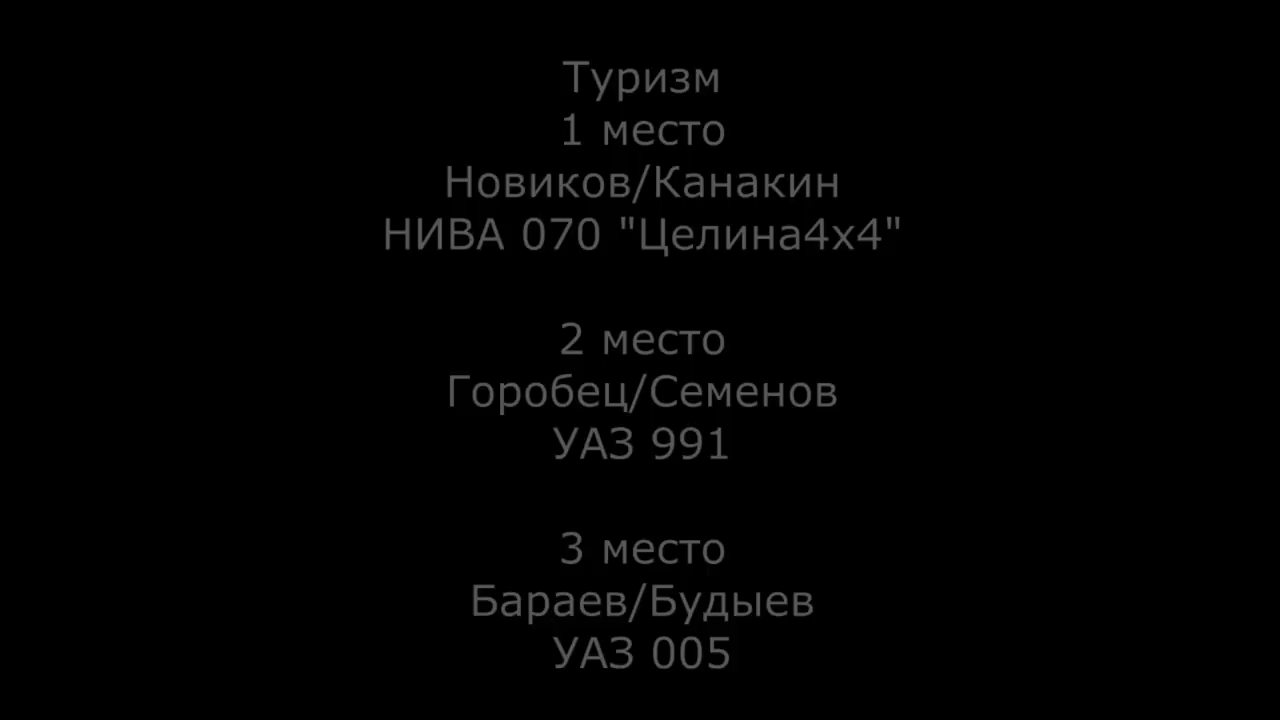 Туризм
1 место
Новиков/Канакин
НИВА 070 "Целина4х4"
2 место
Горобец/Семенов
УАЗ 991
3 место
Бараев/Будыев
УАЗ 005